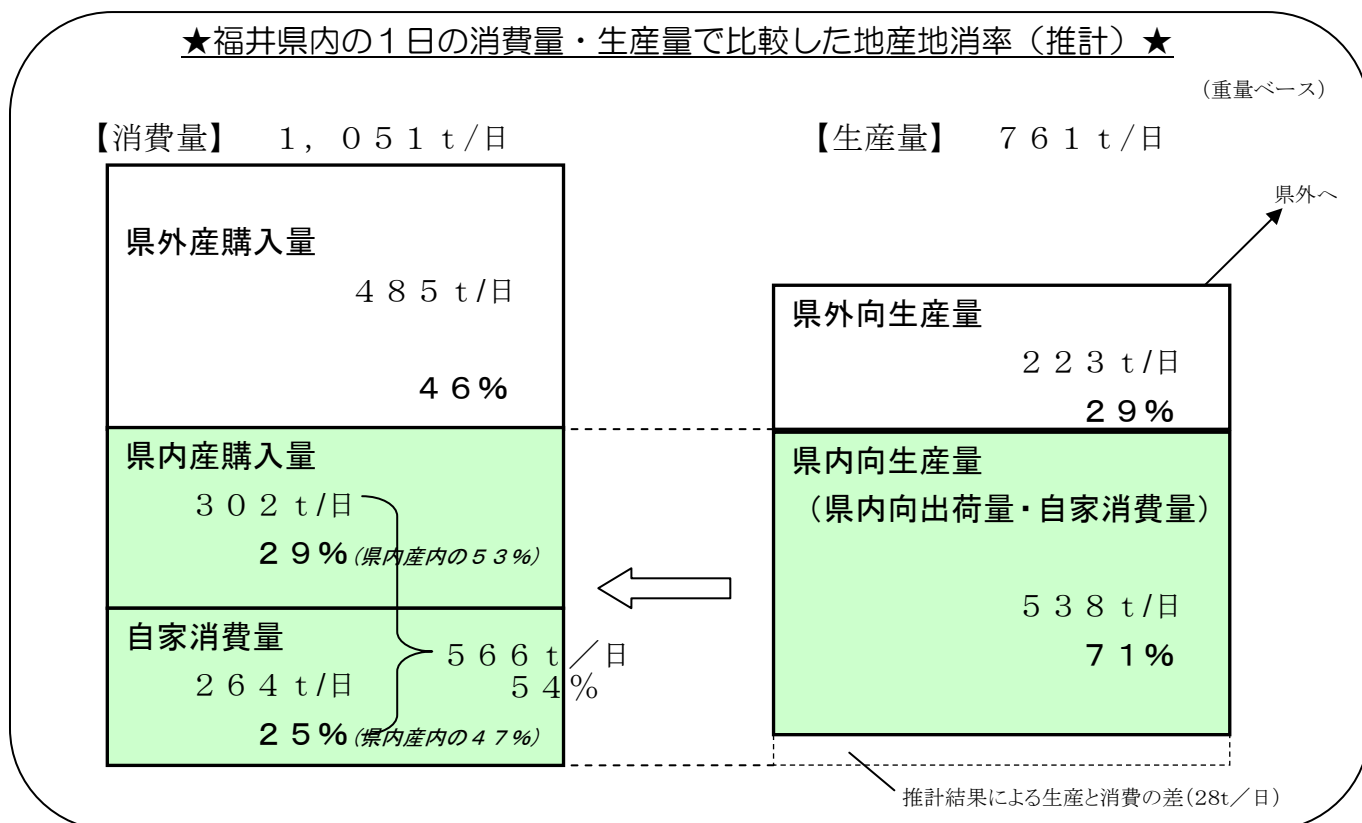 ★福井県内の１日の消費量・生産量で比較した地産地消率（推計）★
（重量ベース）
【消費量】　１，０５１ｔ/日
県外産購入量
４８５ｔ/日
４６%
県内産購入量
３０２ｔ/日
２９%(県内産内の５３%)
自家消費量
２６４ｔ/日
２５%(県内産内の４７%)
５６６ｔ／日
５４%
【生産量】　７６１ｔ/日
県外へ
県外向生産量
２２３ｔ/日
２９%
県内向生産量
（県内向出荷量・自家消費量）
５３８ｔ/日
７１%
推計結果による生産と消費の差(28t／日)